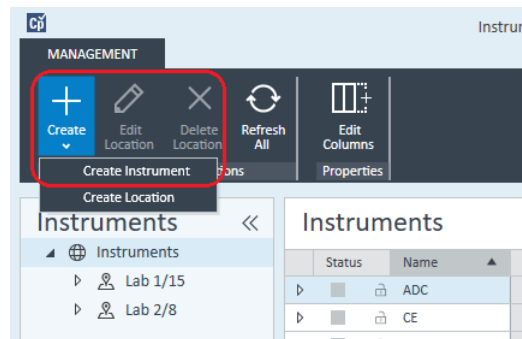 Cp
Instru
MANAGEMENT
Create
Edit
Location
Delete
Location
Refresh
All
Edit
Columns
Create Instrument
ons
Properties
Create Location
Instruments
Instruments
Instruments
Status
Name
Lab 1/15
ADC
Lab 2/8
CE